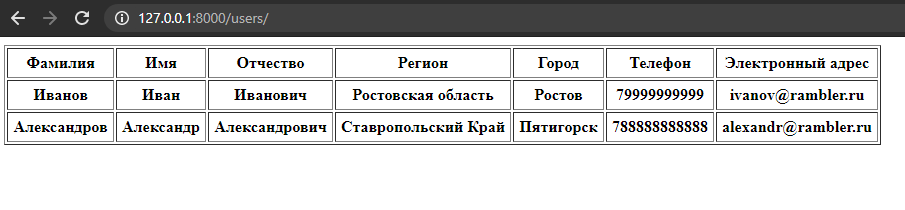 127.0.0.1:8000/users/
Фамилия Имя Отчество Регион Город Телефон Электронный адрес
Иванов Иван Иванович Ростовская область Ростов 79999999999 ivanov@rambler.ru
Александров Александр Александрович Ставропольский Край Пятигорск 788888888888 alexandr@rambler.ru